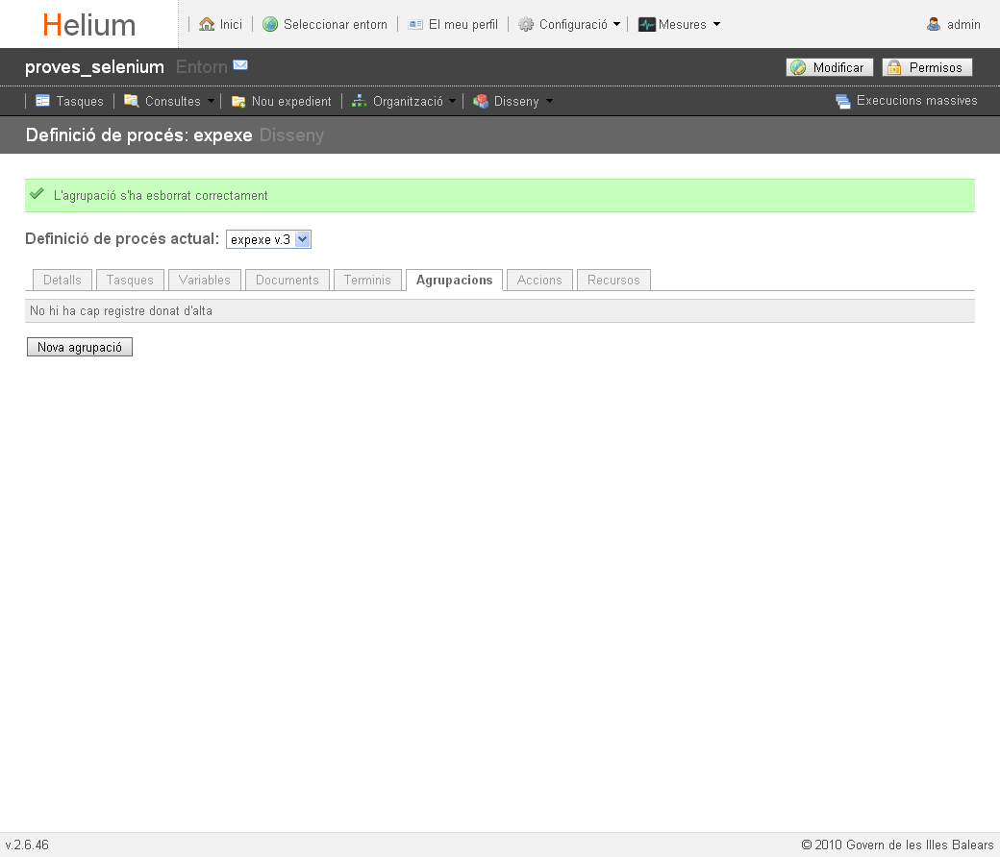 Helium
Inici
Seleccionar entorn
El meu perfil
Configuració
Mesures
admin
proves_selenium Entorn
Modificar
Permisos
Tasques
Consultes
Nou expedient
Organització
Disseny
Execucions massives
Definició de procés: expexe Disseny
L'agrupació s'ha esborrat correctament
Definició de procés actual: expexe v.3
Detalls
Tasques
Variables
Documents
Terminis
Agrupacions
Accions
Recursos
No hi ha cap registre donat d'alta
Nova agrupació
v.2.6.46
© 2010 Govern de les Illes Balears